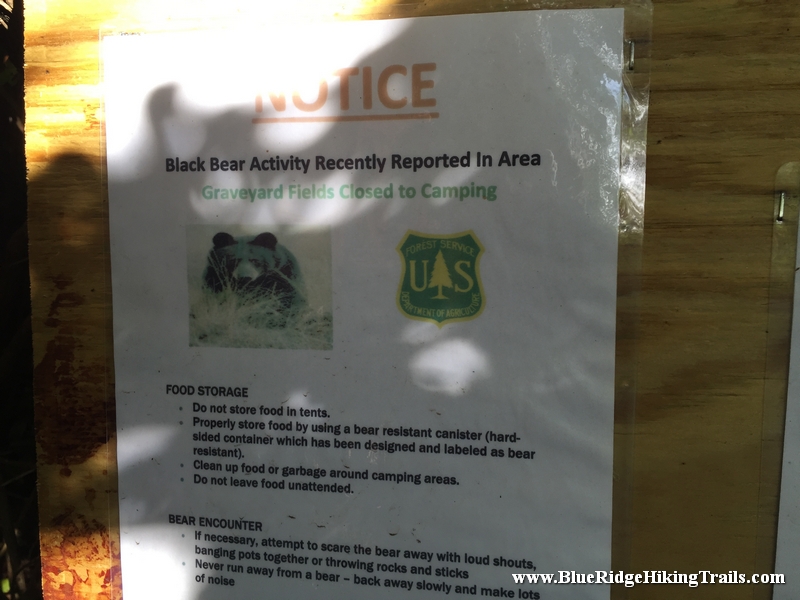 NOTICE
Black Bear Activity Recently Reported In Area
Graveyard Fields Closed to Camping
FOREST SERVICE
U S
DEPARTMENT OF AGRICULTURE
FOOD STORAGE
• Do not store food in tents.
• Properly store food by using a bear resistant canister (hard-
sided container which has been designed and labeled as bear
resistant).
• Clean up food or garbage around camping areas.
• Do not leave food unattended.
BEAR ENCOUNTER
• If necessary, attempt to scare the bear away with loud shouts,
banging pots together or throwing rocks and sticks
• Never run away from a bear – back away slowly and make lots
of noise
www.BlueRidgeHikingTrails.com